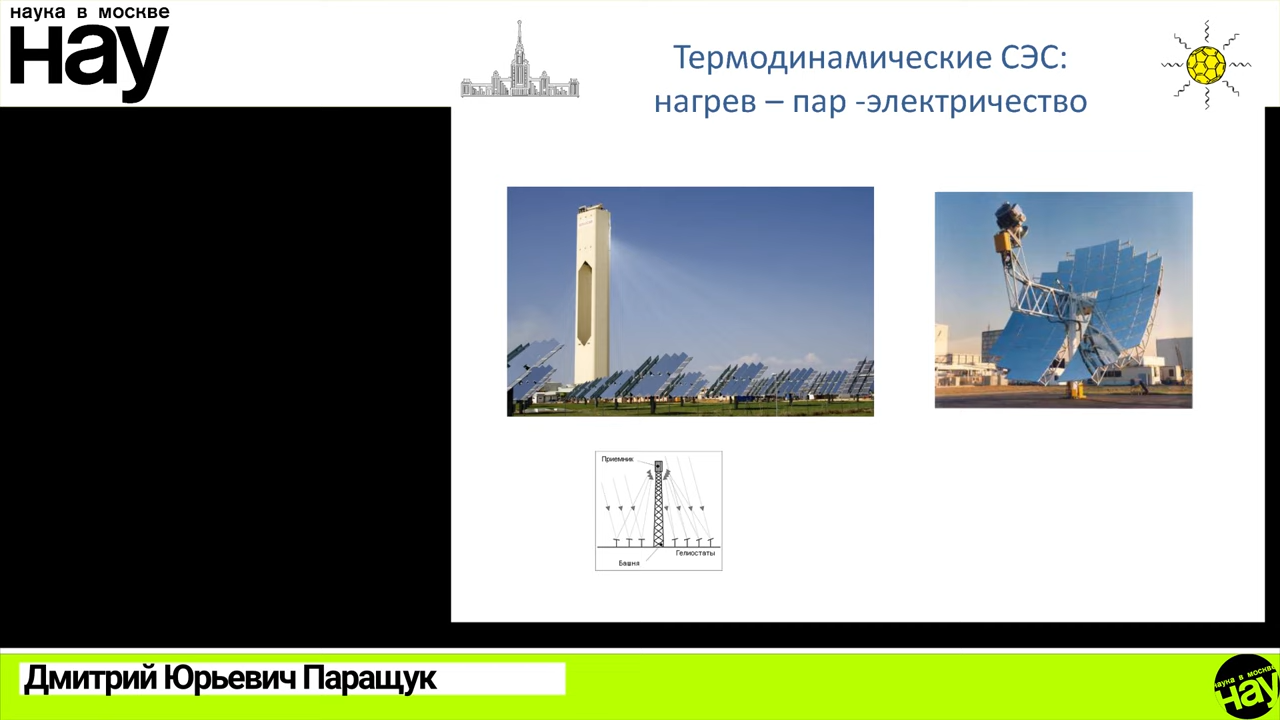 наука в москве
нау
Термодинамические СЭС:
нагрев – пар -электричество
Приемник
Гелиостаты
Башня
Дмитрий Юрьевич Паращук
наука в москве
нау